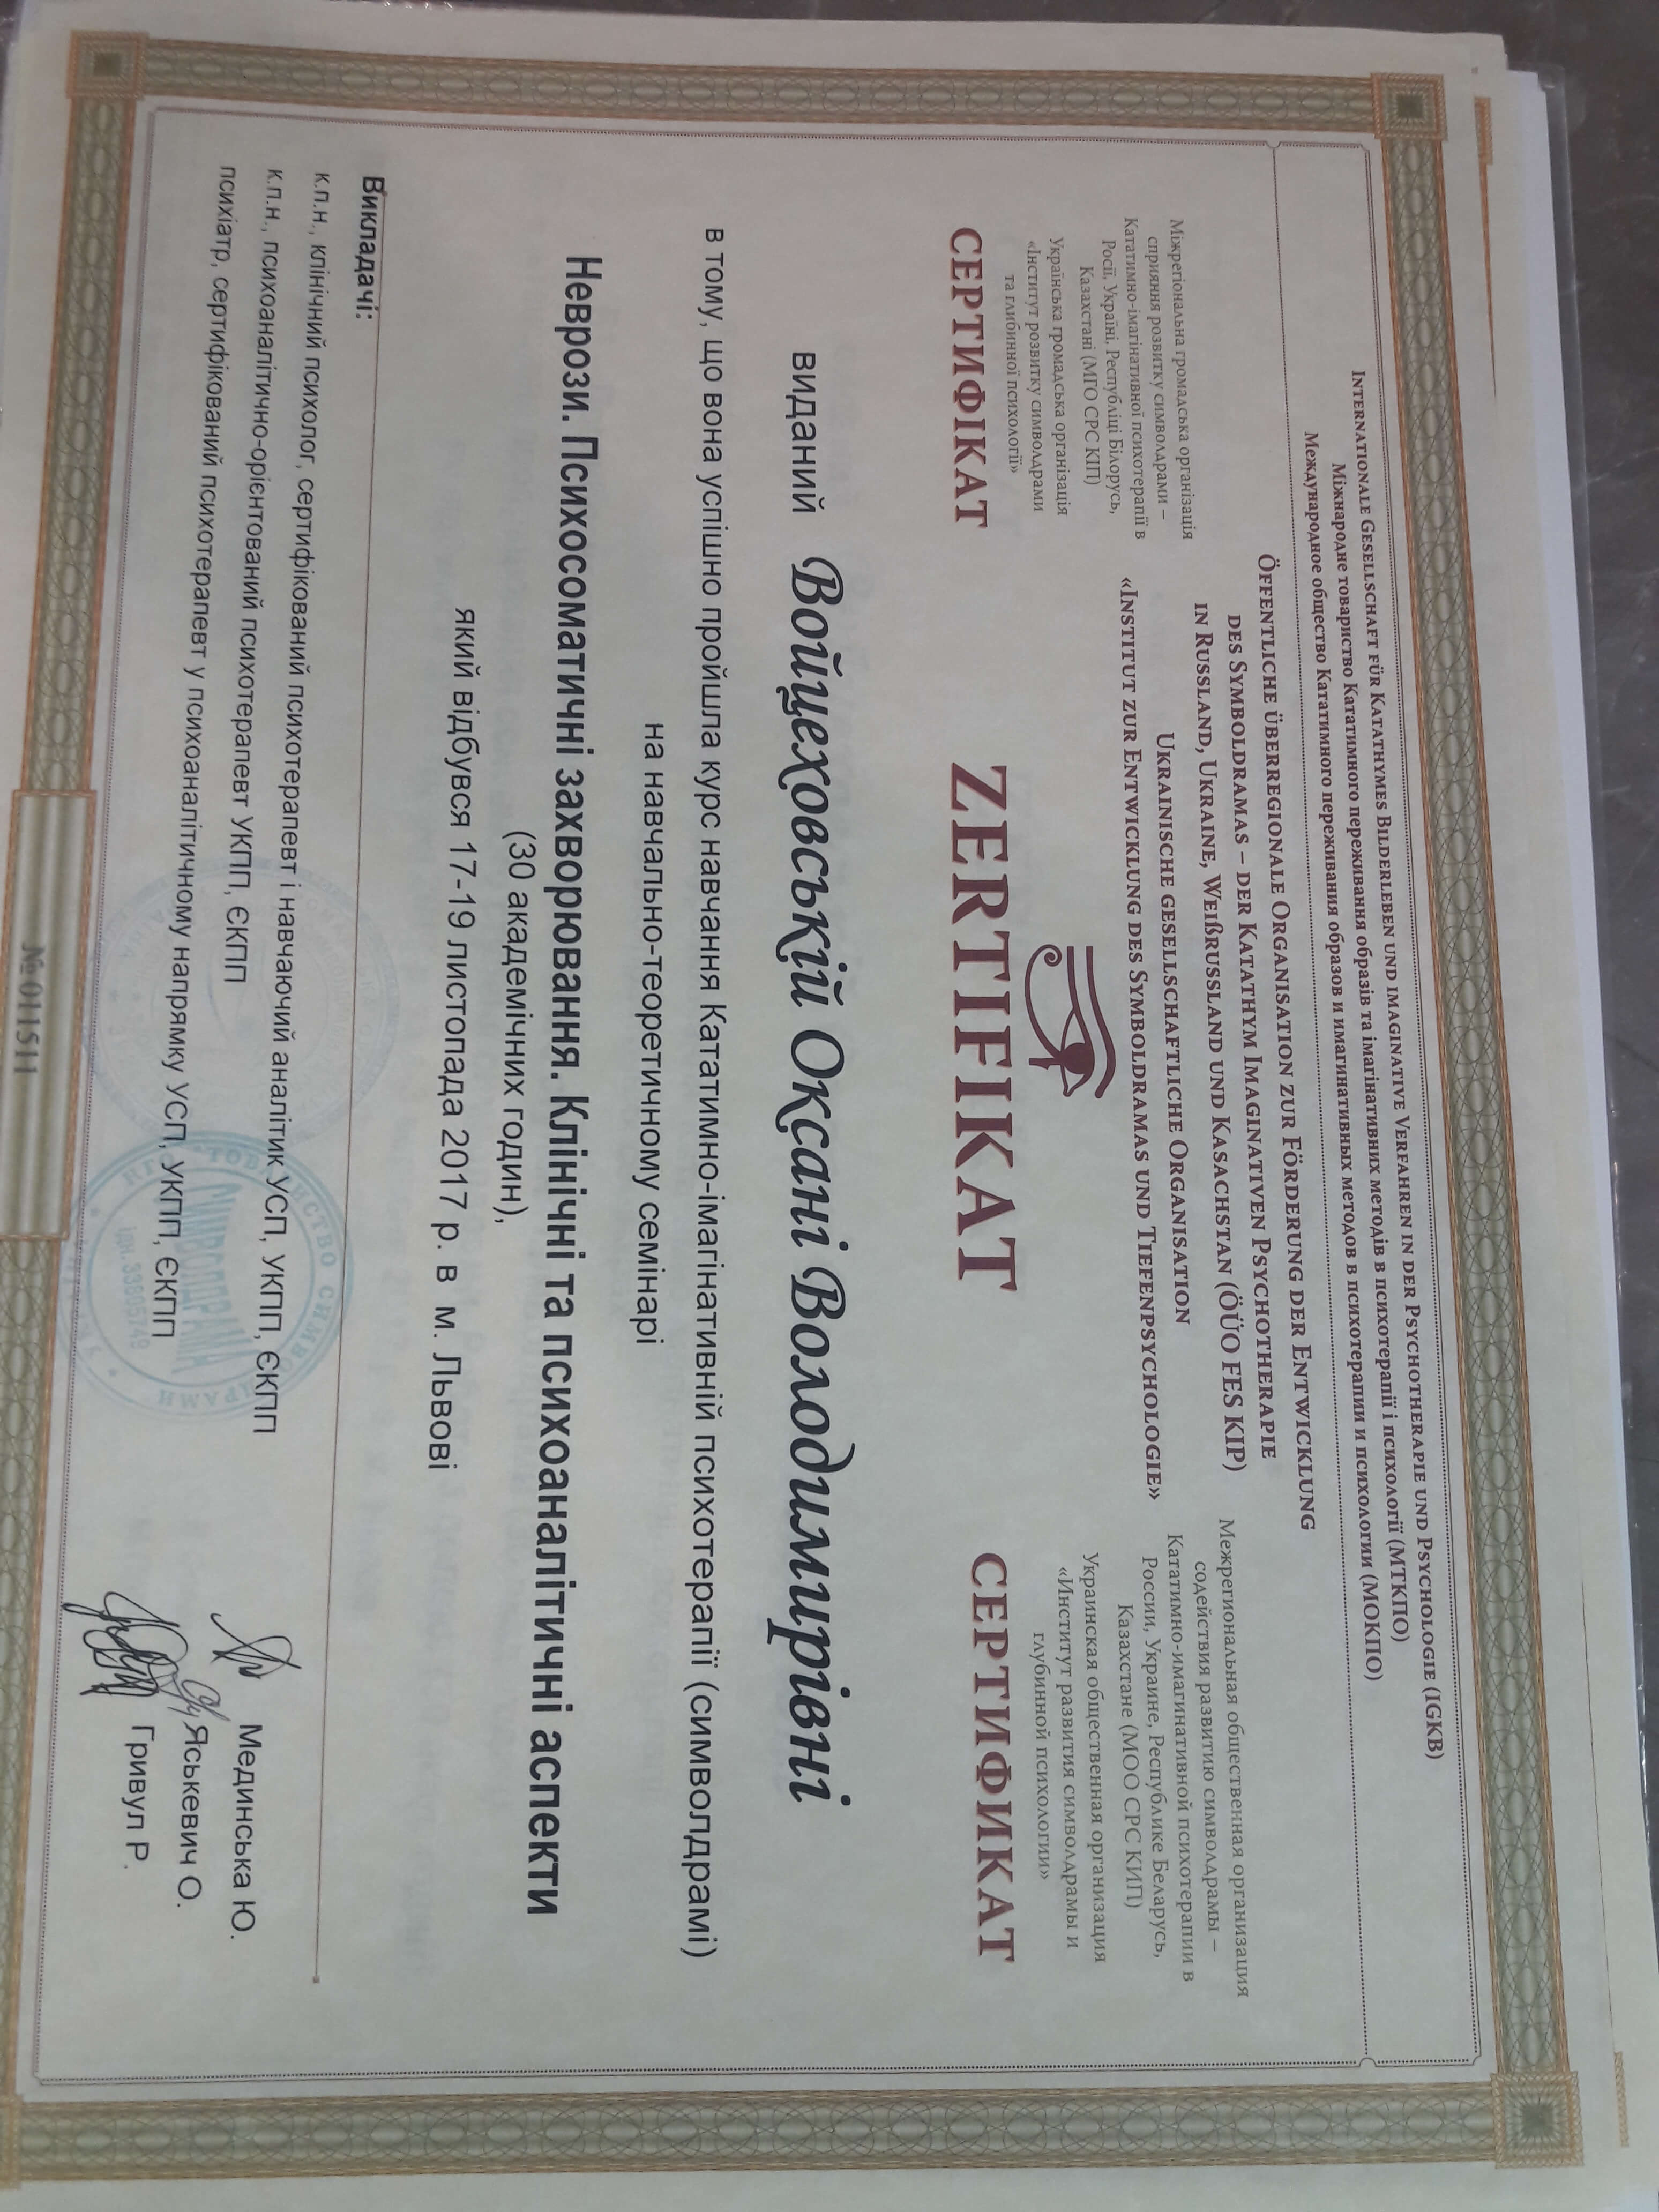 INTERNATIONALE GESELLSCHAFT FÜR KATATHYMES BILDERLEBEN UND IMAGINATIVE VERFAHREN IN DER PSYCHOTHERAPIE UND PSYCHOLOGIE (IGKB)
Міжнародне товариство Кататимного переживання образів та імагінативних методів в психотерапії і психології (МТКПО)
Международное общество Кататимного переживания образов и имагинативных методов в психотерапии и психологии (МОКПО)
ÖFFENTLICHE ÜBERREGIONALE ORGANISATION ZUR FÖRDERUNG DER ENTWICKLUNG
DES SYMBOLDRAMAS – DER KATATHYM IMAGINATIVEN PSYCHOTHERAPIE
IN RUSSLAND, UKRAINE, WEIßRUSSLAND UND KASACHSTAN (ÖÜO FES KIP)
UKRAINISCHE GESELLSCHAFTLICHE ORGANISATION
«INSTITUT ZUR ENTWICKLUNG DES SYMBOLDRAMAS UND TIEFENPSYCHOLOGIE»
Міжрегіональна громадська організація
сприяння розвитку символдрами –
Кататимно-імагінативної психотерапії в
Росії, Україні, Республіці Білорусь,
Казахстані (МГО СРС КІП)
Українська громадська організація
«Інститут розвитку символдрами
та глибинної психології»
Межрегиональная общественная организация
содействия развитию символдрамы –
Кататимно-имагинативной психотерапии в
России, Украине, Республике Беларусь,
Казахстане (МОО СРС КИП)
Украинская общественная организация
«Институт развития символдрамы и
глубинной психологии»
СЕРТИФІКАТ
ZERTIFIKAT
СЕРТИФИКАТ
виданий Войцеховській Оксані Володимирівні
в тому, що вона успішно пройшла курс навчання Кататимно-імагінативній психотерапії (символдрамі)
на навчально-теоретичному семінарі
Неврози. Психосоматичні захворювання. Клінічні та психоаналітичні аспекти
(30 академічних годин),
який відбувся 17-19 листопада 2017 р. в м. Львові
Викладачі:
к.п.н., клінічний психолог, сертифікований психотерапевт і навчаючий аналітик УСП, УКПП, ЄКПП
Мединська Ю.
к.п.н., психоаналітично-орієнтований психотерапевт УКПП, ЄКПП
Яськевич О.
психіатр, сертифікований психотерапевт у психоаналітичному напрямку УСП, УКПП, ЄКПП
Гривул Р.
№ 011511